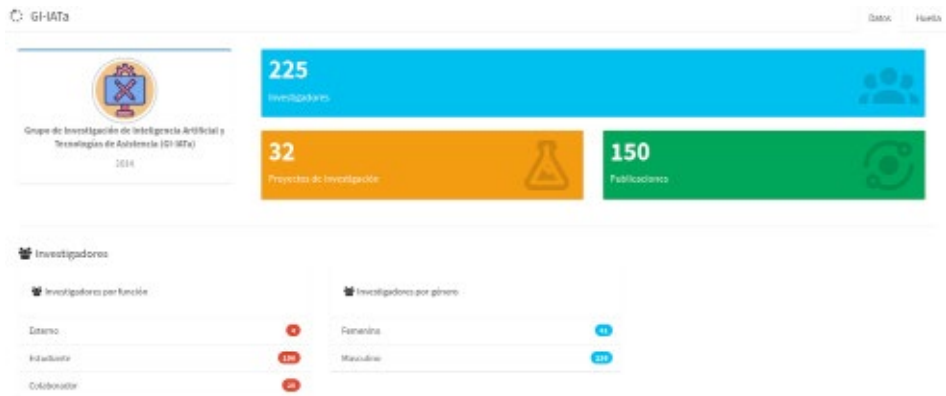 GI-IATa
Datos
Huella
Grupo de Investigación de Inteligencia Artificial y
Tecnologías de Asistencia (GI-IATa)
2014
225
Investigadores
32
Proyectos de Investigación
150
Publicaciones
Investigadores
Investigadores por función
Externo
Estudiante
Colaborador
Investigadores por género
Femenino
Masculino